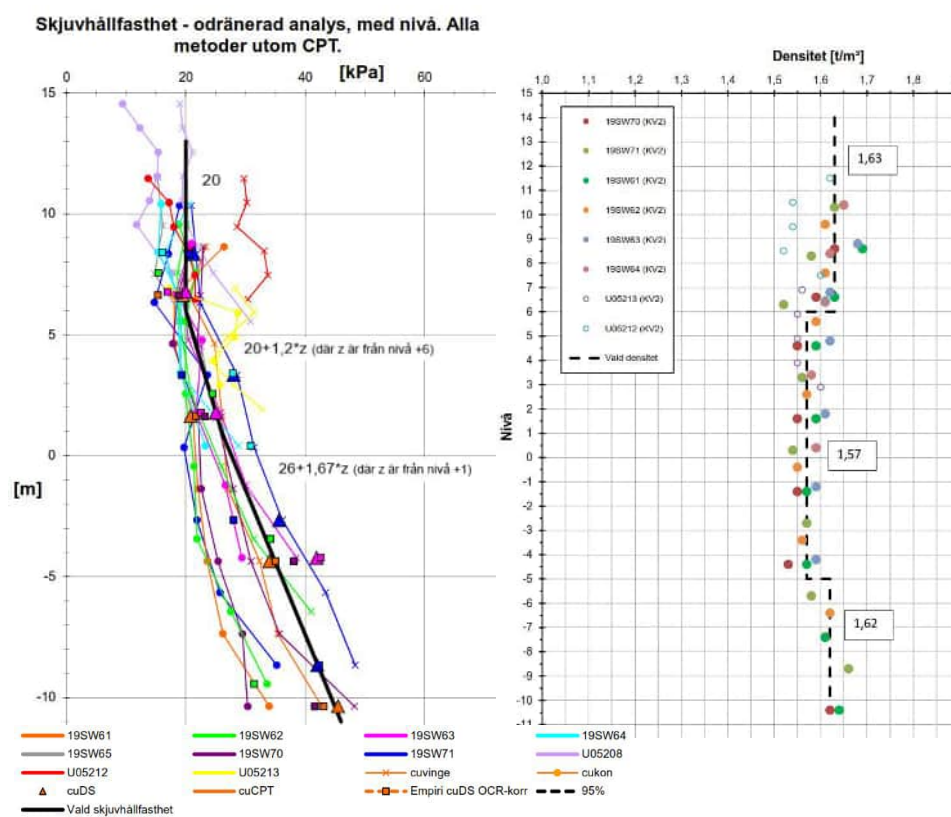 Skjuvhållfasthet - odränerad analys, med nivå. Alla
metoder utom CPT.
[kPa]
0
20
40
60
15
10
5
0
-5
-10
[m]
20
20+1,2*z (där z är från nivå +6)
26+1,67*z (där z är från nivå +1)
19SW61
19SW62
19SW63
19SW64
19SW65
19SW70
19SW71
U05208
U05212
U05213
cuvinge
cukon
cuDS
cuCPT
Empiri cuDS OCR-korr
95%
Vald skjuvhållfasthet
Densitet [t/m³]
1,0
1,1
1,2
1,3
1,4
1,5
1,6
1,7
1,8
Nivå
15
14
13
12
11
10
9
8
7
6
5
4
3
2
1
0
-1
-2
-3
-4
-5
-6
-7
-8
-9
-10
-11
19SW70 (KV2)
19SW71 (KV2)
19SW61 (KV2)
19SW62 (KV2)
19SW63 (KV2)
19SW64 (KV2)
U05213 (KV2)
U05212 (KV2)
Vald densitet
1,63
1,57
1,62